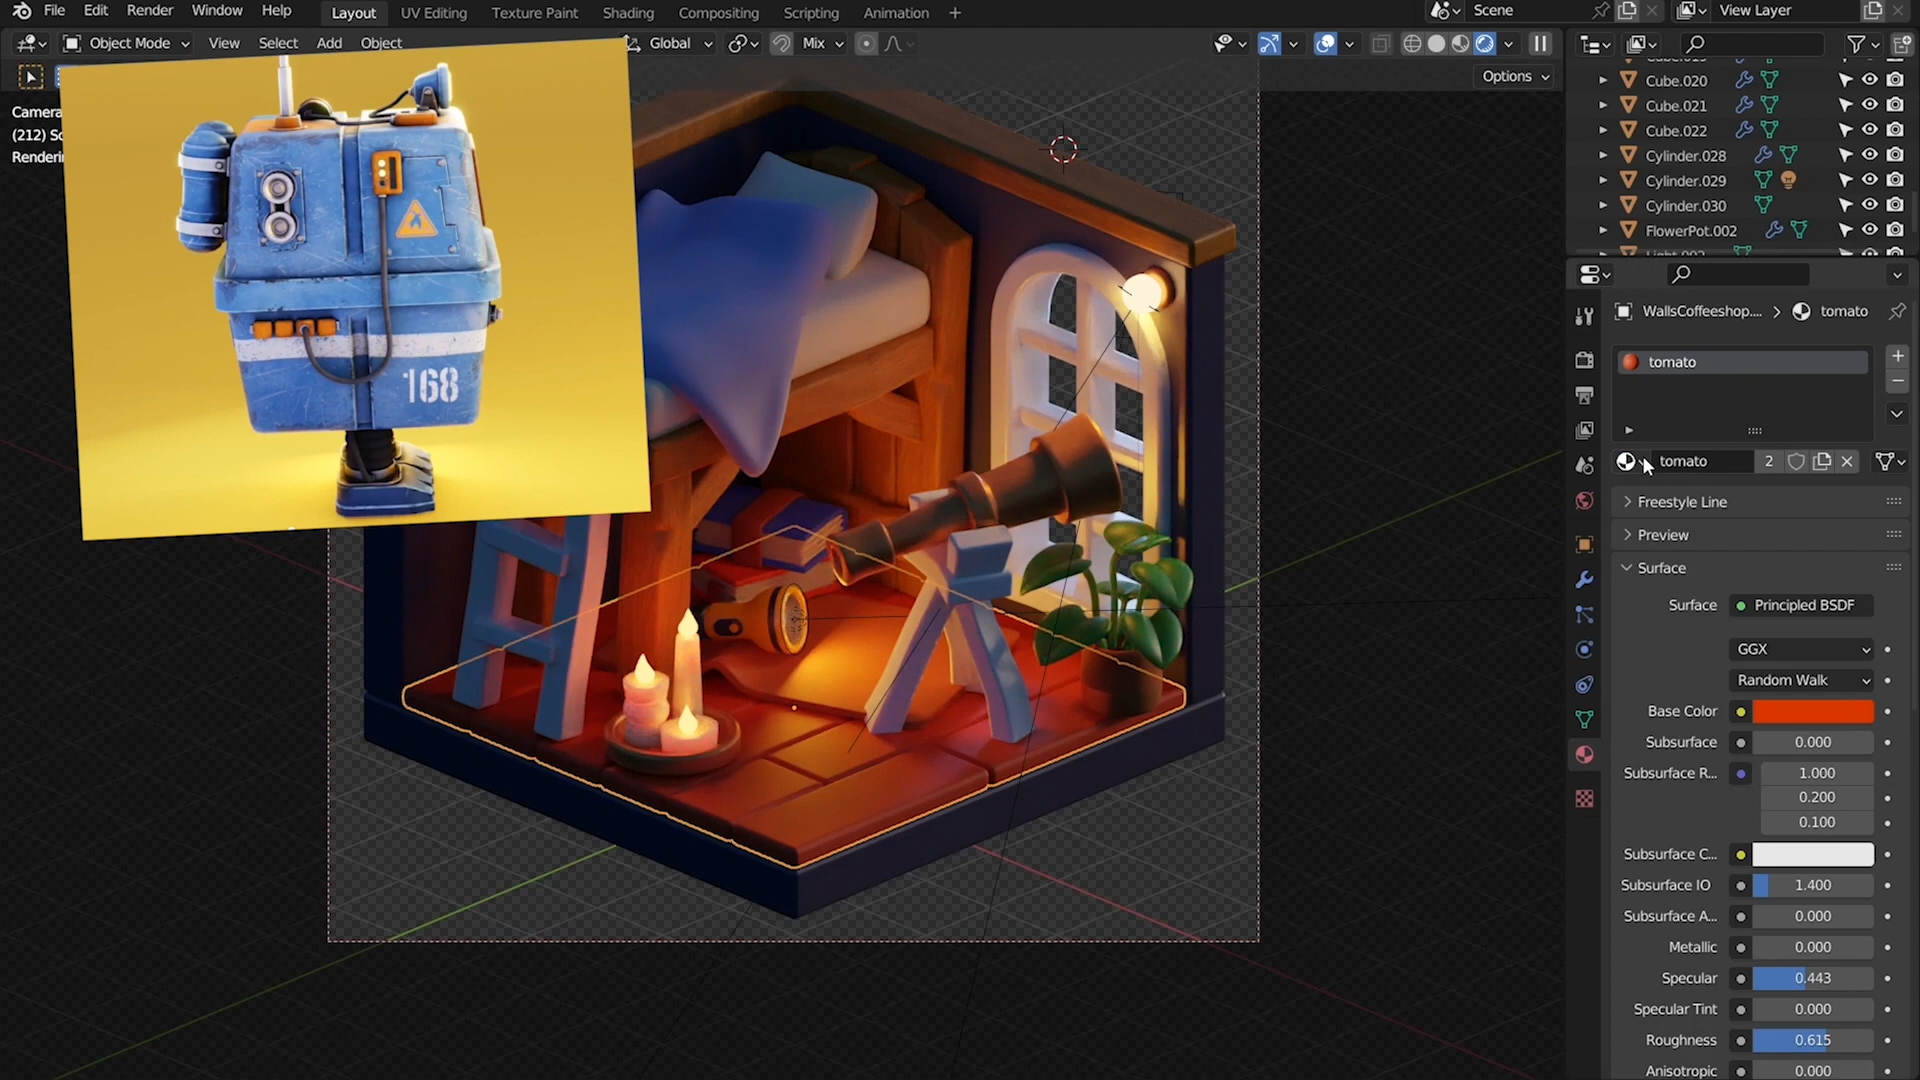 File Edit Render Window Help Layout UV Editing Texture Paint Shading Compositing Scripting Animation +
Scene
View Layer
Object Mode View Select Add Object
Global
Mix
Options
Camera
(212)
168
Cube.020
Cube.021
Cube.022
Cylinder.028
Cylinder.029
Cylinder.030
FlowerPot.002
WallsCoffeeshop.... > tomato
tomato
tomato 2
Freestyle Line
Preview
Surface
Surface Principled BSDF
GGX
Random Walk
Base Color
Subsurface 0.000
Subsurface R... 1.000
0.200
0.100
Subsurface C...
Subsurface IO 1.400
Subsurface A... 0.000
Metallic 0.000
Specular 0.443
Specular Tint 0.000
Roughness 0.615
Anisotropic 0.000